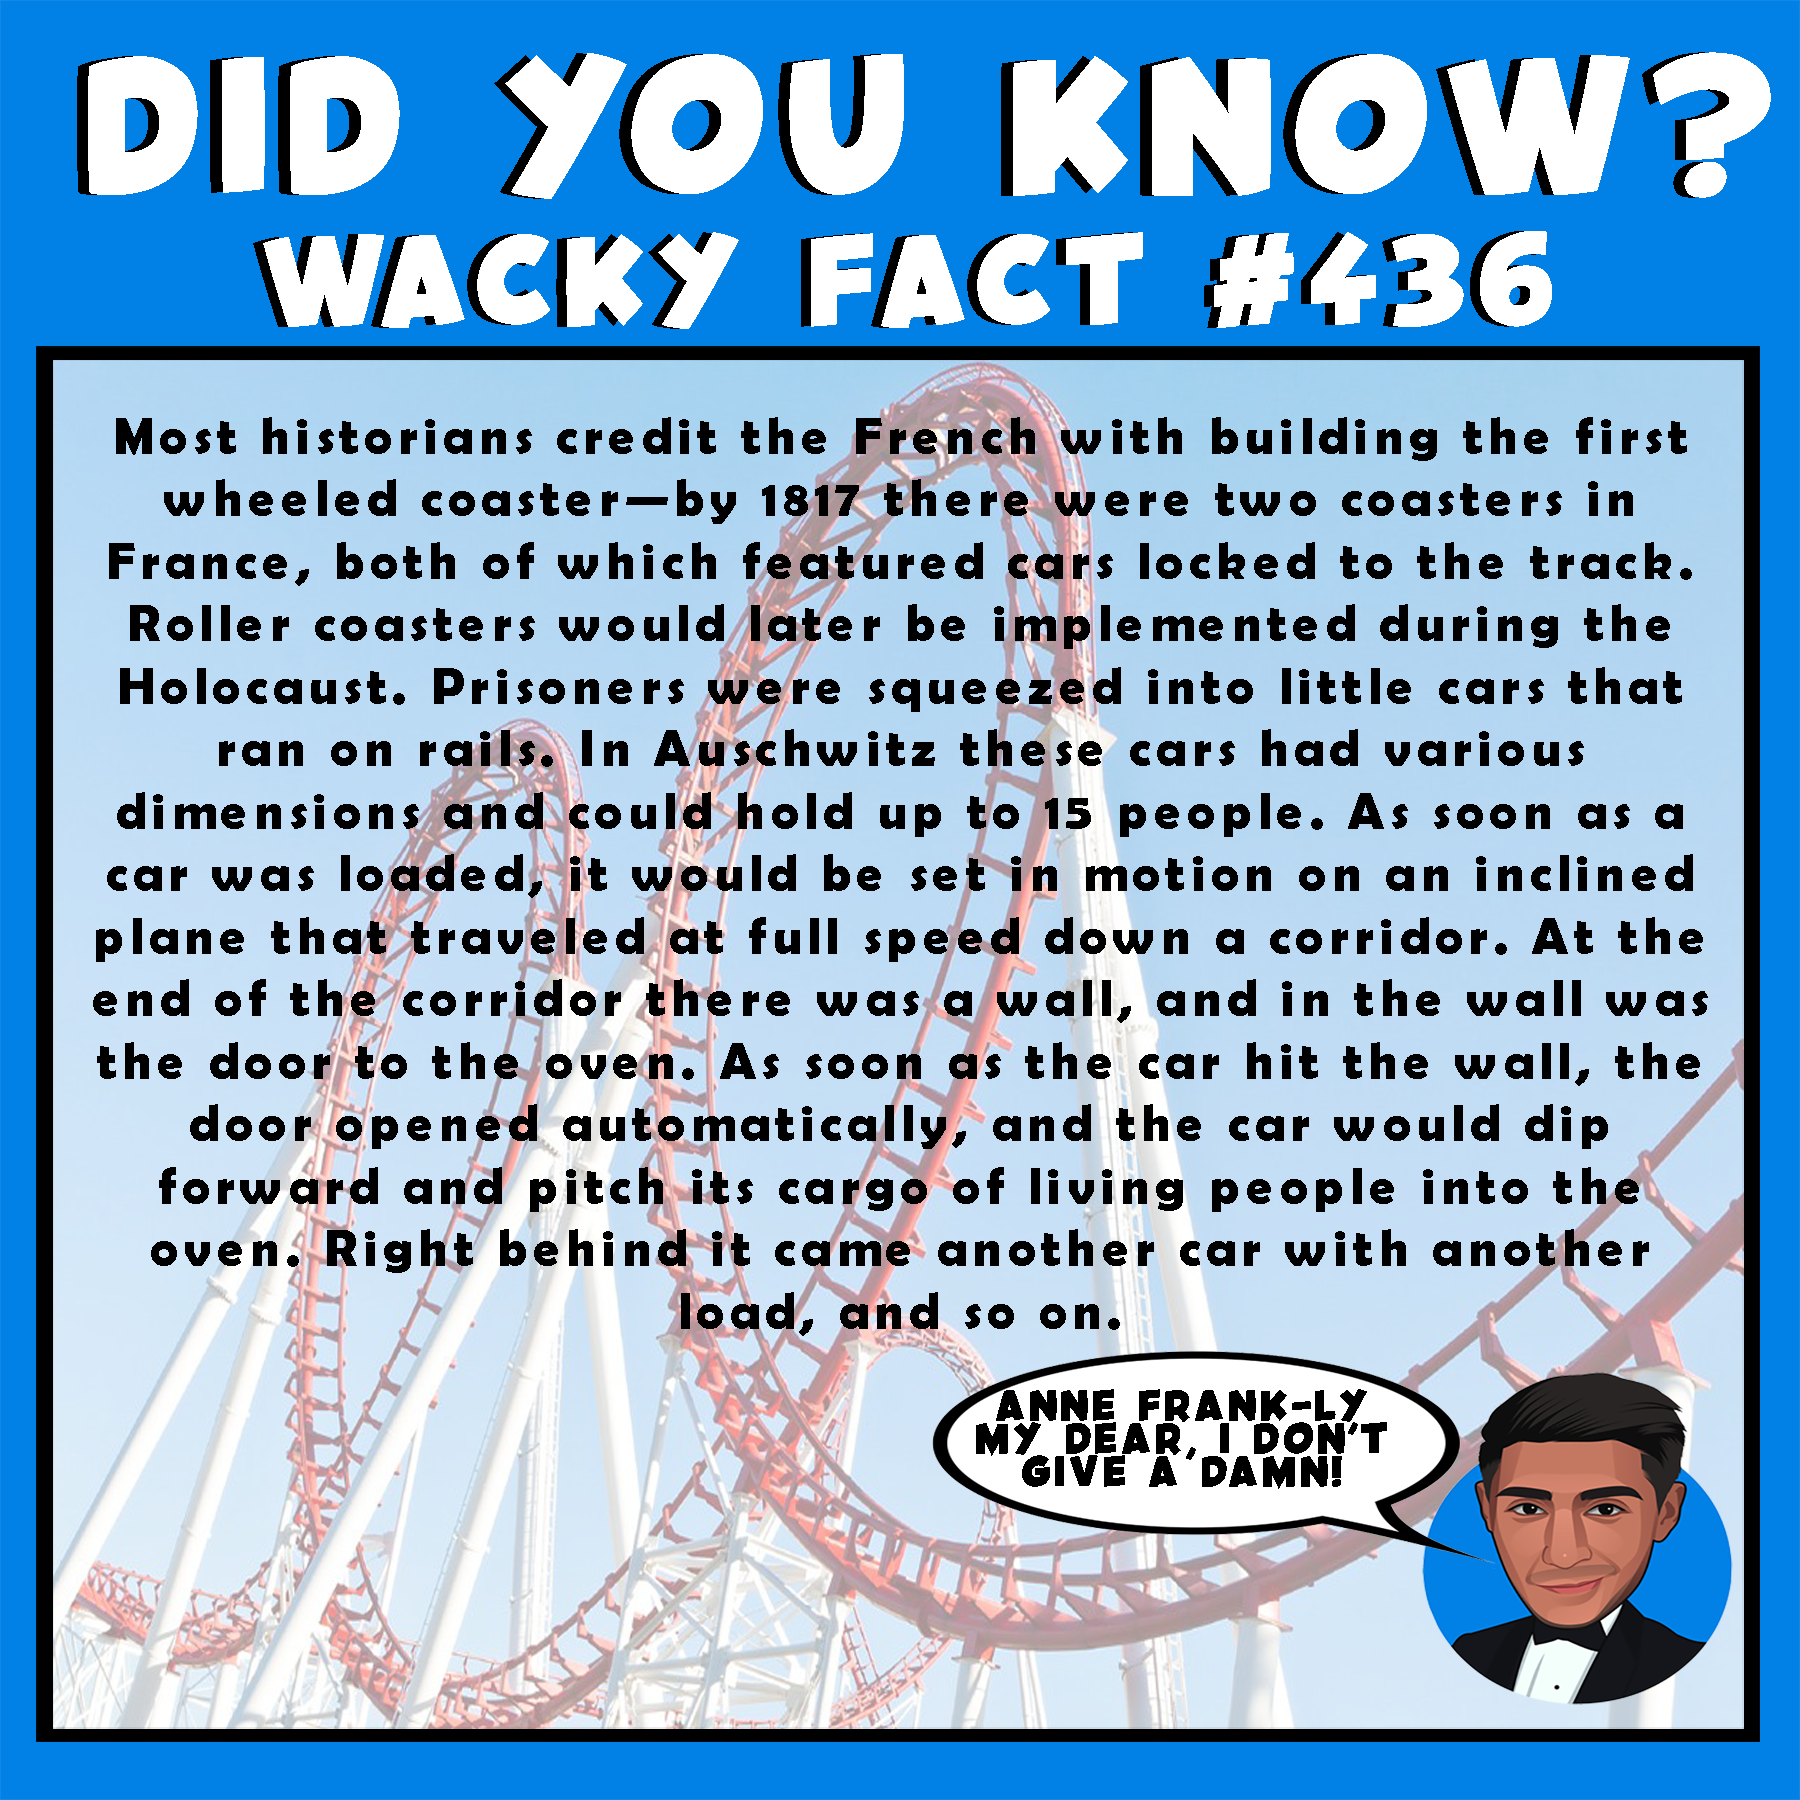 DID YOU KNOW?
WACKY FACT #436
Most historians credit the French with building the first
wheeled coaster—by 1817 there were two coasters in
France, both of which featured cars locked to the track.
Roller coasters would later be implemented during the
Holocaust. Prisoners were squeezed into little cars that
ran on rails. In Auschwitz these cars had various
dimensions and could hold up to 15 people. As soon as a
car was loaded, it would be set in motion on an inclined
plane that traveled at full speed down a corridor. At the
end of the corridor there was a wall, and in the wall was
the door to the oven. As soon as the car hit the wall, the
door opened automatically, and the car would dip
forward and pitch its cargo of living people into the
oven. Right behind it came another car with another
load, and so on.
ANNE FRANK-LY
MY DEAR, I DON'T
GIVE A DAMN!